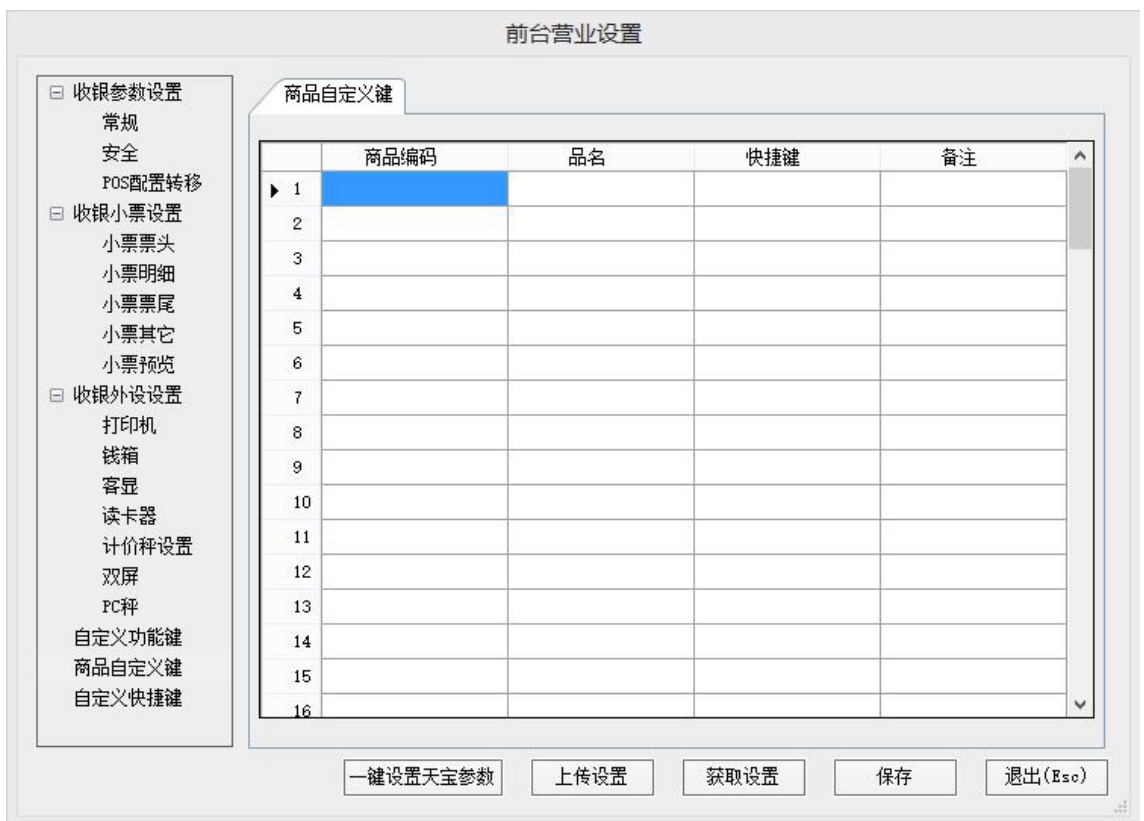 前台营业设置
收银参数设置
常规
安全
POS配置转移
收银小票设置
小票票头
小票明细
小票票尾
小票其它
小票预览
收银外设设置
打印机
钱箱
客显
读卡器
计价秤设置
双屏
PC秤
自定义功能键
商品自定义键
自定义快捷键
商品自定义键
商品编码 品名 快捷键 备注
1
2
3
4
5
6
7
8
9
10
11
12
13
14
15
16
一键设置天宝参数 上传设置 获取设置 保存 退出(Esc)